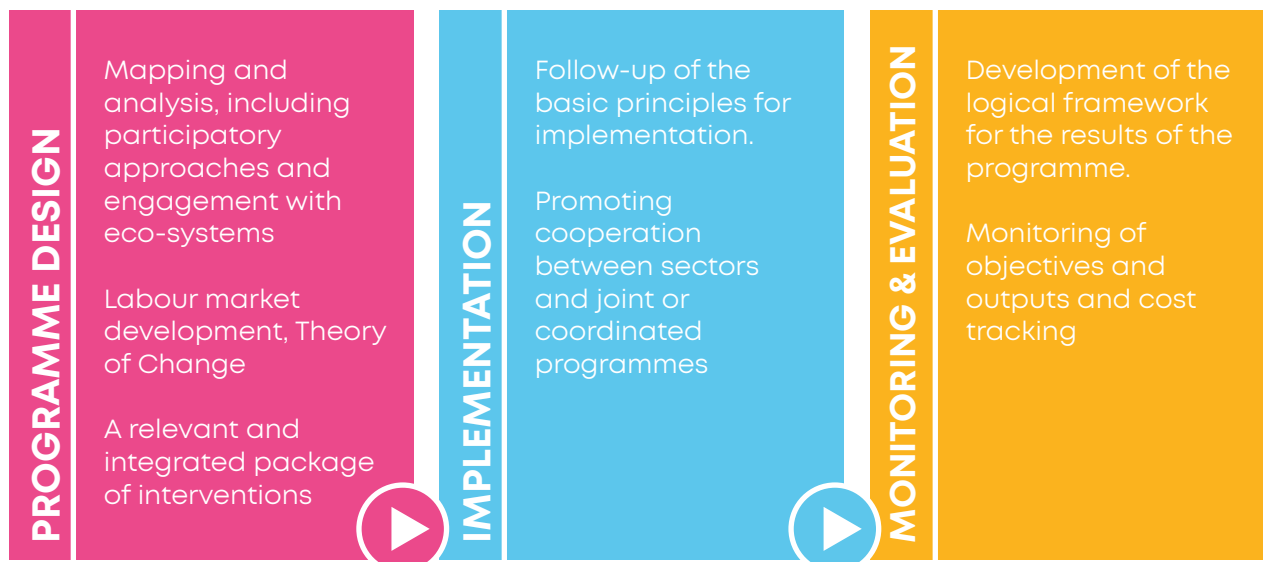 PROGRAMME DESIGN
Mapping and
analysis, including
participatory
approaches and
engagement with
eco-systems
Labour market
development, Theory
of Change
A relevant and
integrated package
of interventions
IMPLEMENTATION
Follow-up of the
basic principles for
implementation.
Promoting
cooperation
between sectors
and joint or
coordinated
programmes
MONITORING & EVALUATION
Development of the
logical framework
for the results of the
programme.
Monitoring of
objectives and
outputs and cost
tracking